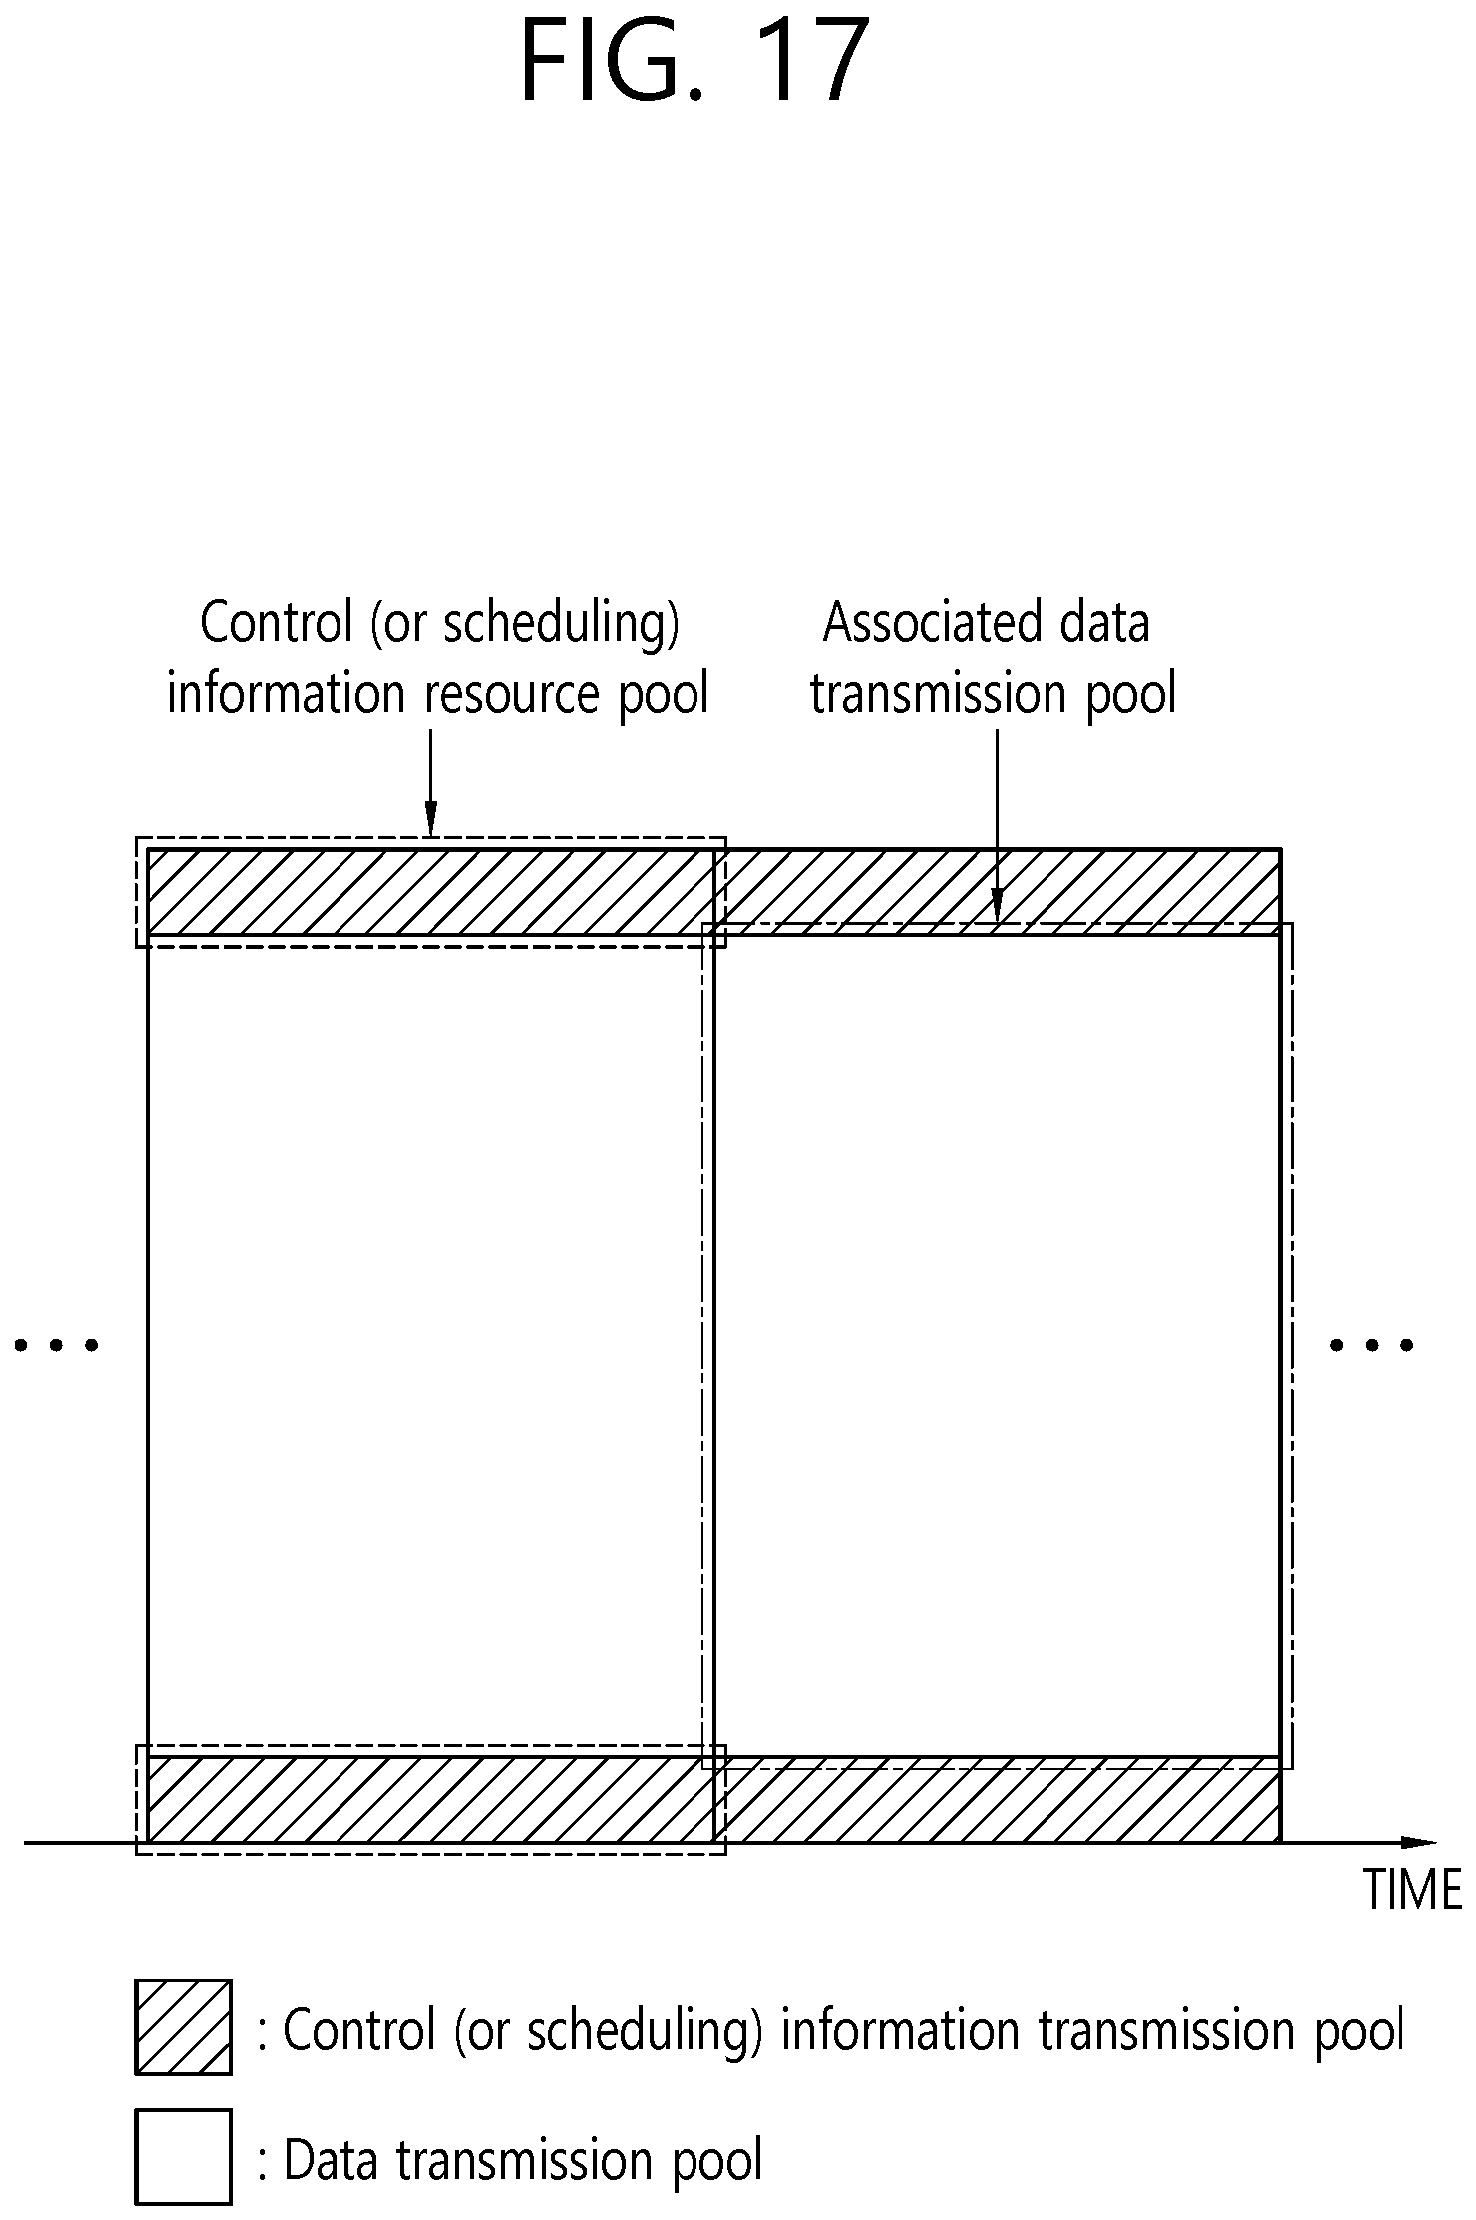 FIG. 17
Control (or scheduling)
information resource pool
Associated data
transmission pool
TIME
: Control (or scheduling) information transmission pool
: Data transmission pool